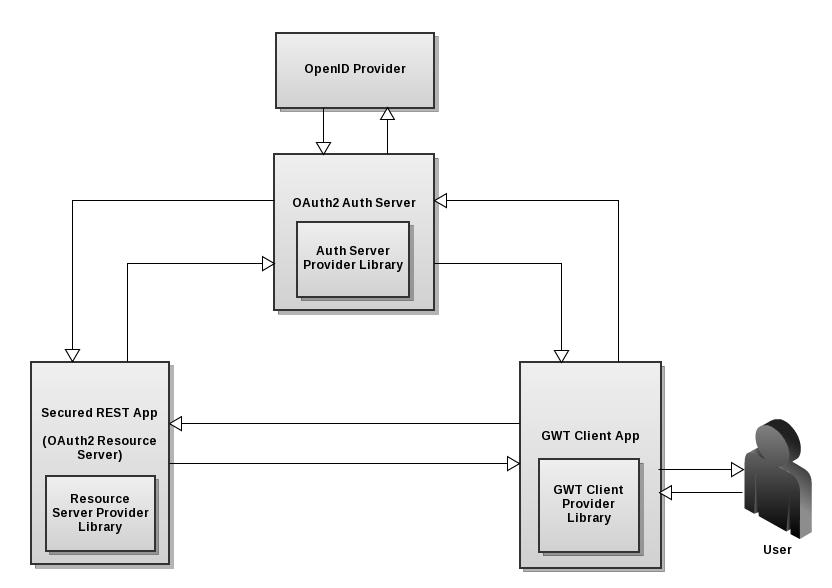 OpenID Provider
OAuth2 Auth Server
Auth Server
Provider Library
Secured REST App
(OAuth2 Resource
Server)
Resource
Server Provider
Library
GWT Client App
GWT Client
Provider
Library
User